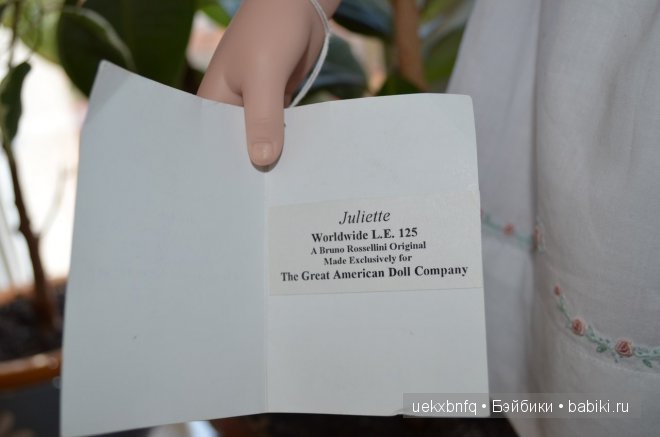 Juliette
Worldwide L.E. 125
A Bruno Rossellini Original
Made Exclusively for
The Great American Doll Company
uekxbnfq • Бэйбики • babiki.ru